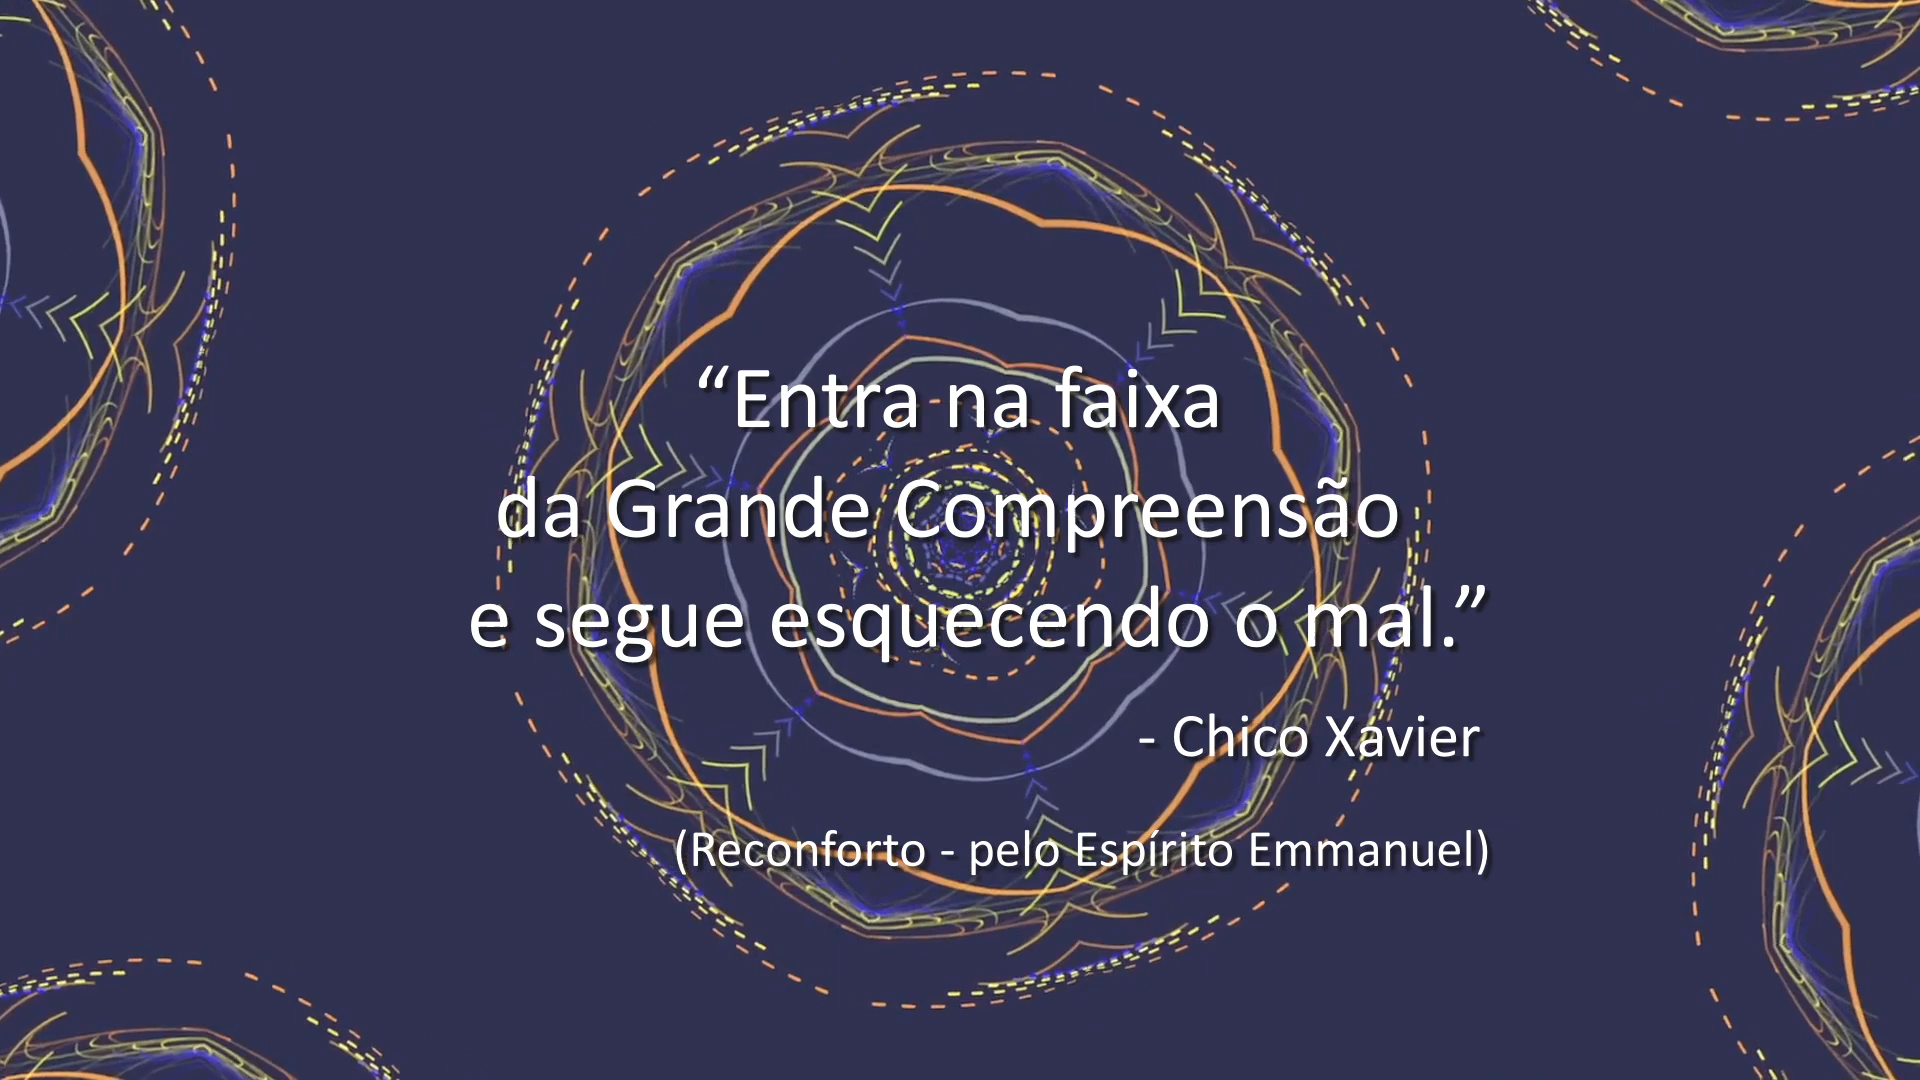 “Entra na faixa
da Grande Compreensão
e segue esquecendo o mal.”
- Chico Xavier
(Reconforto - pelo Espírito Emmanuel)